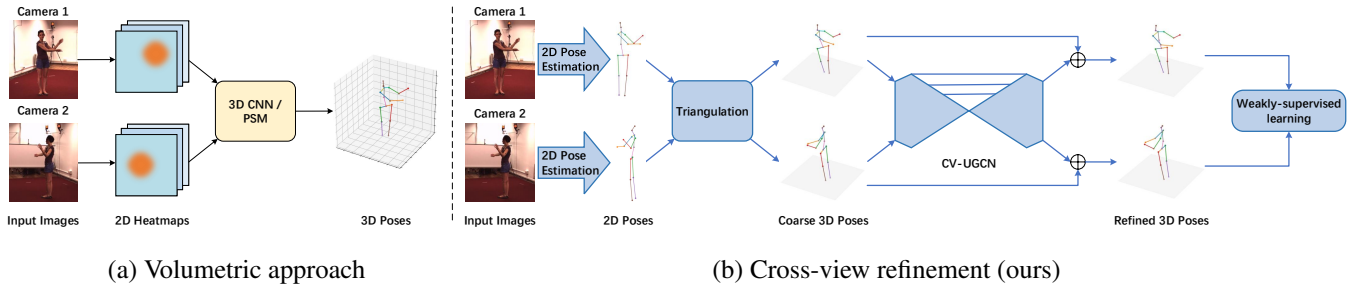 Camera 1
Camera 2
Input Images
2D Heatmaps
3D CNN /
PSM
3D Poses
(a) Volumetric approach
Camera 1
Camera 2
Input Images
2D Pose
Estimation
2D Pose
Estimation
2D Poses
Triangulation
Coarse 3D Poses
CV-UGCN
Refined 3D Poses
Weakly-supervised
learning
(b) Cross-view refinement (ours)